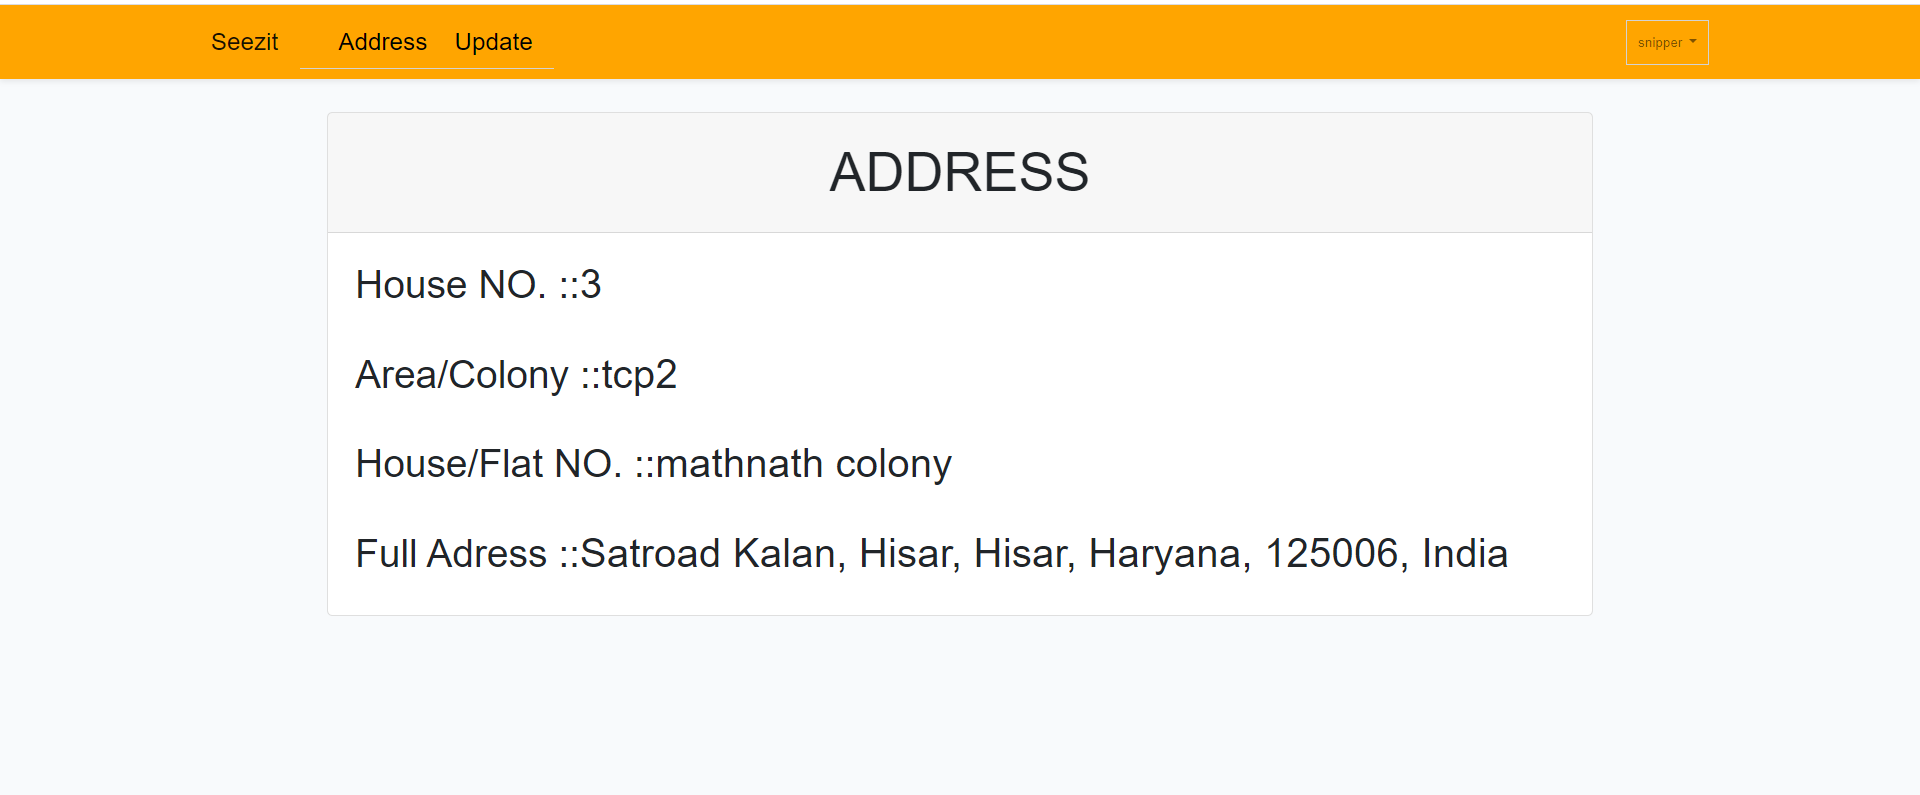 Seezit Address Update snipper
ADDRESS
House NO. ::3
Area/Colony ::tcp2
House/Flat NO. ::mathnath colony
Full Adress ::Satroad Kalan, Hisar, Hisar, Haryana, 125006, India